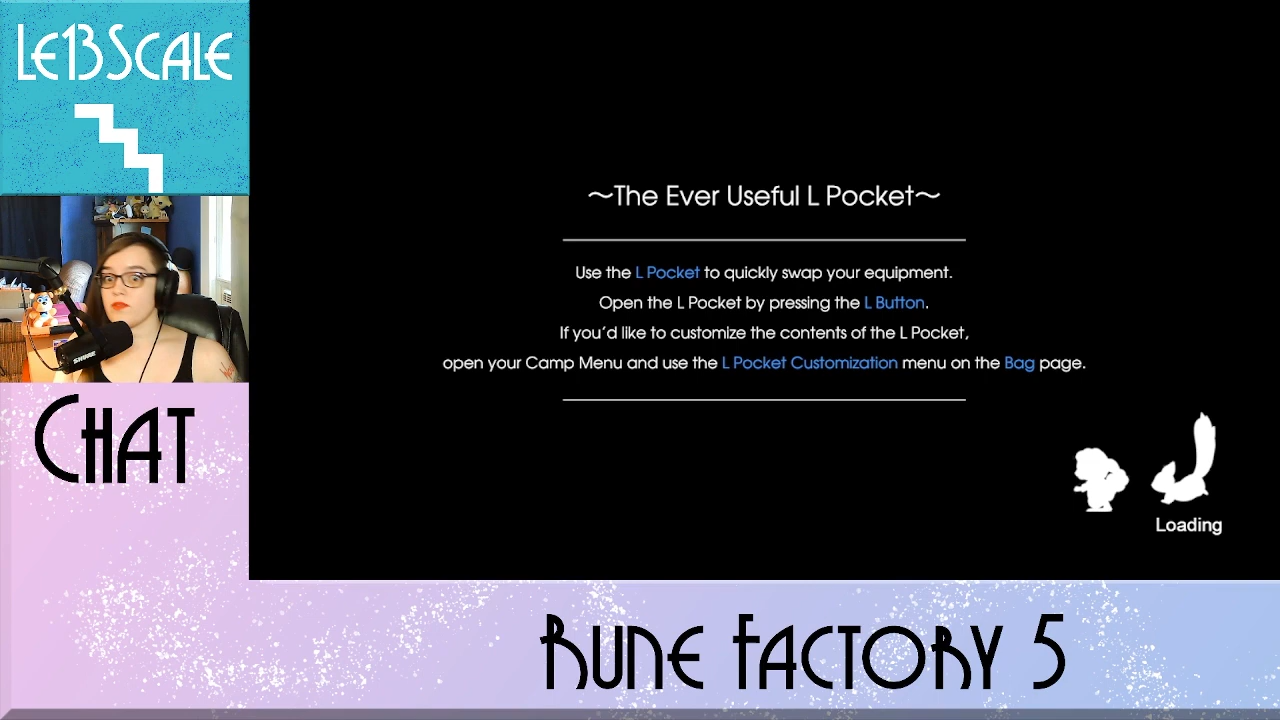 Le13Scale
～The Ever Useful L Pocket～
Use the L Pocket to quickly swap your equipment.
Open the L Pocket by pressing the L Button.
If you'd like to customize the contents of the L Pocket,
open your Camp Menu and use the L Pocket Customization menu on the Bag page.
Loading
SHURE
Chat
Rune Factory 5